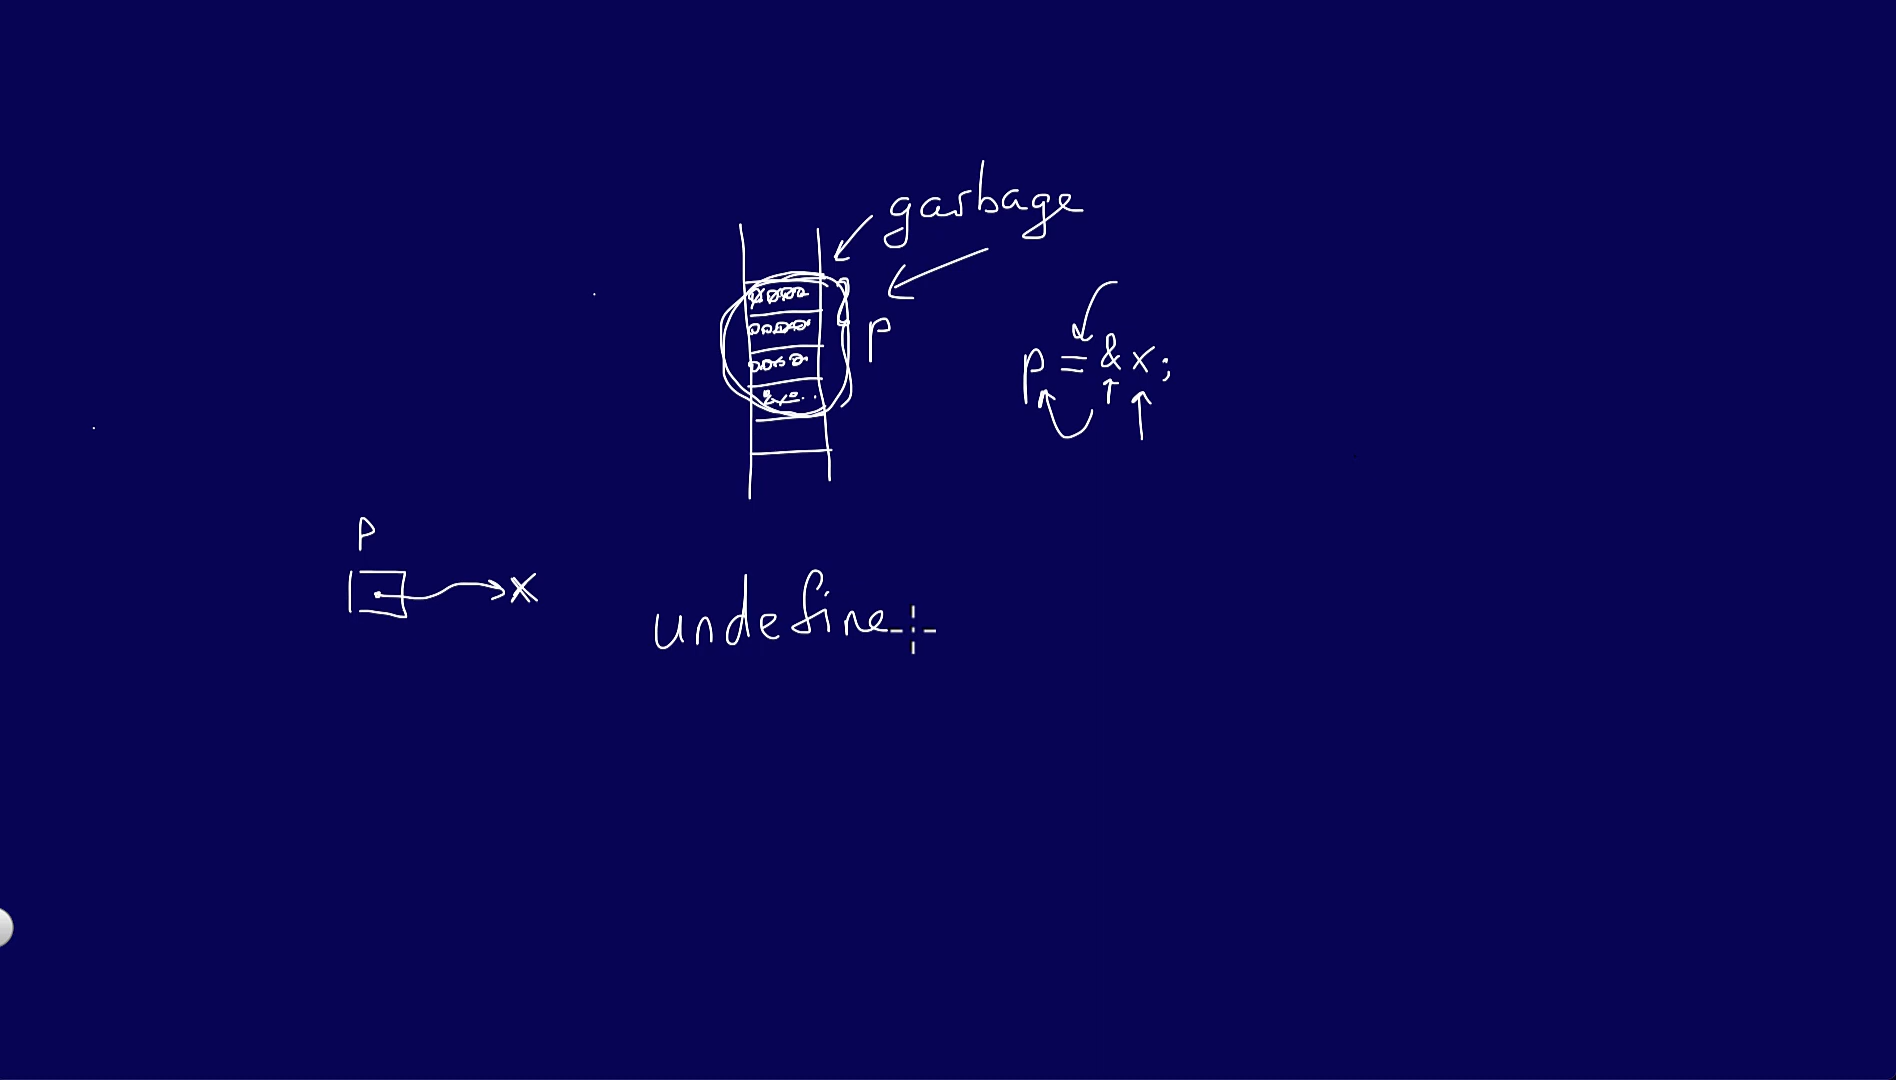 garbage
P
p = &x;
P
x
undefine